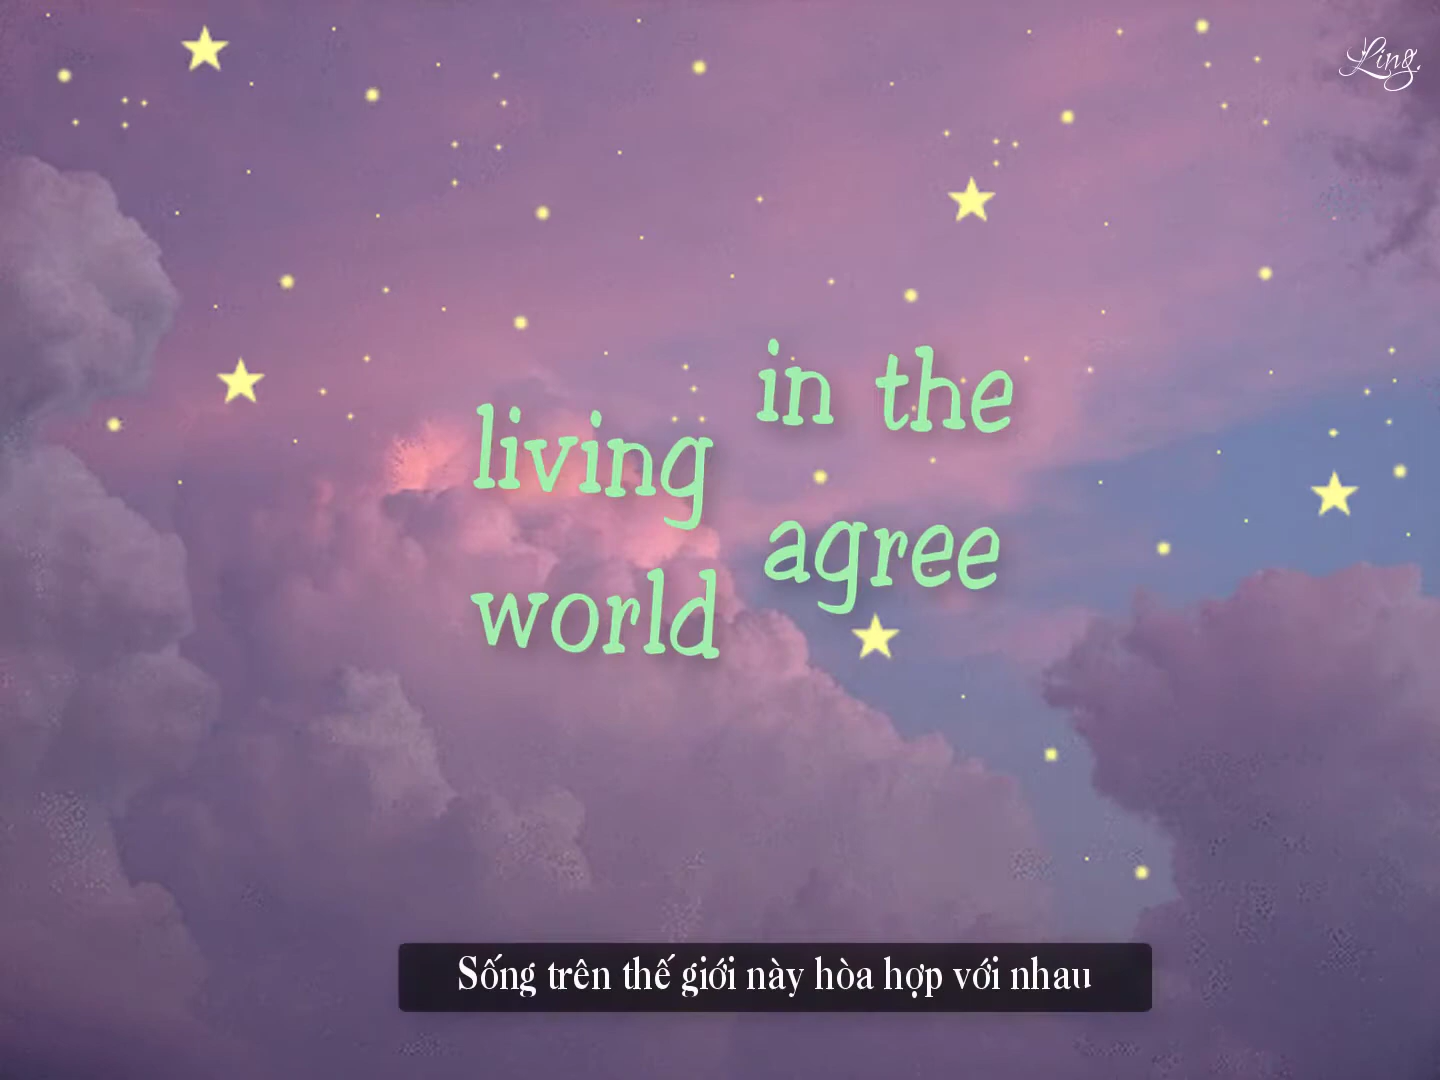 Ling.
living in the
world agree
Sống trên thế giới này hòa hợp với nhau